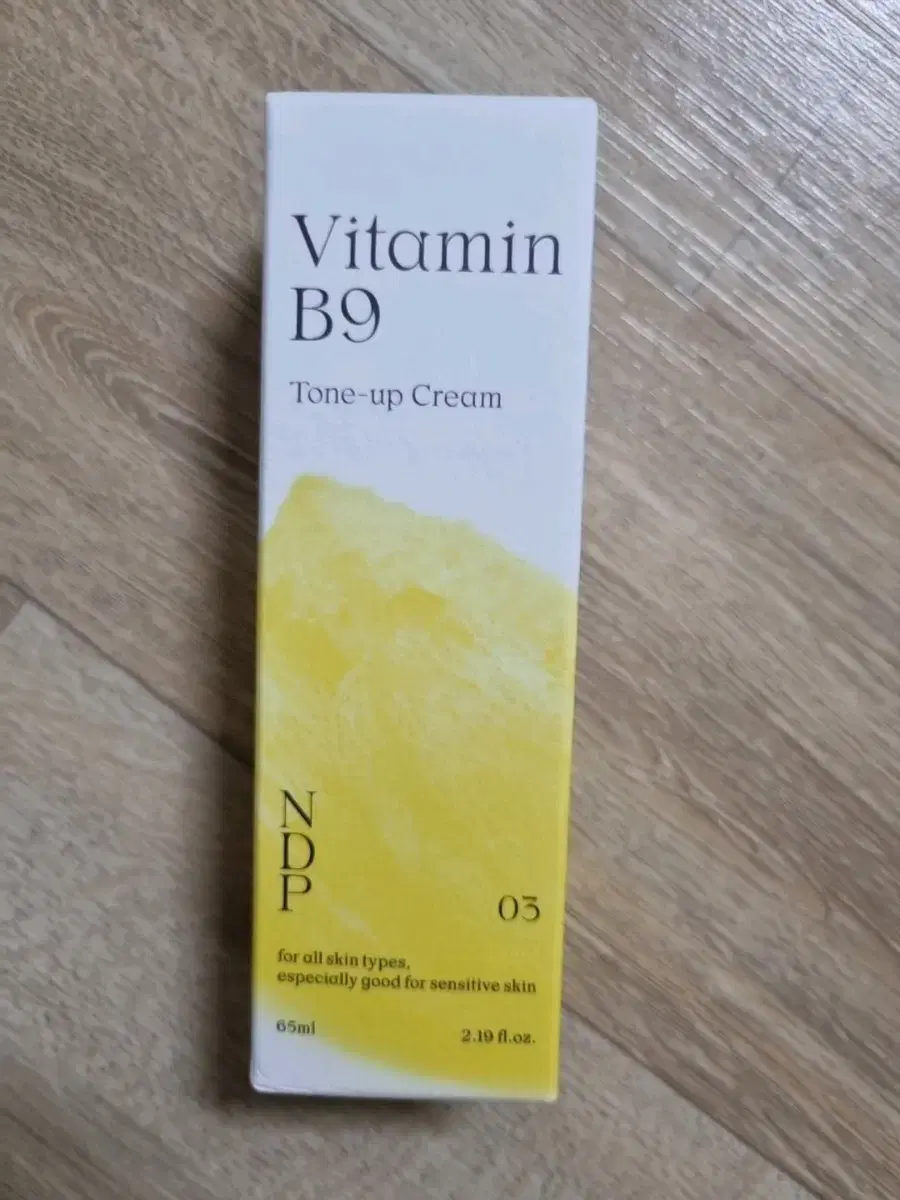 Vitamin
B9
Tone-up Cream
N
D
P
03
for all skin types,
especially good for sensitive skin
65ml
2.19 fl.oz.